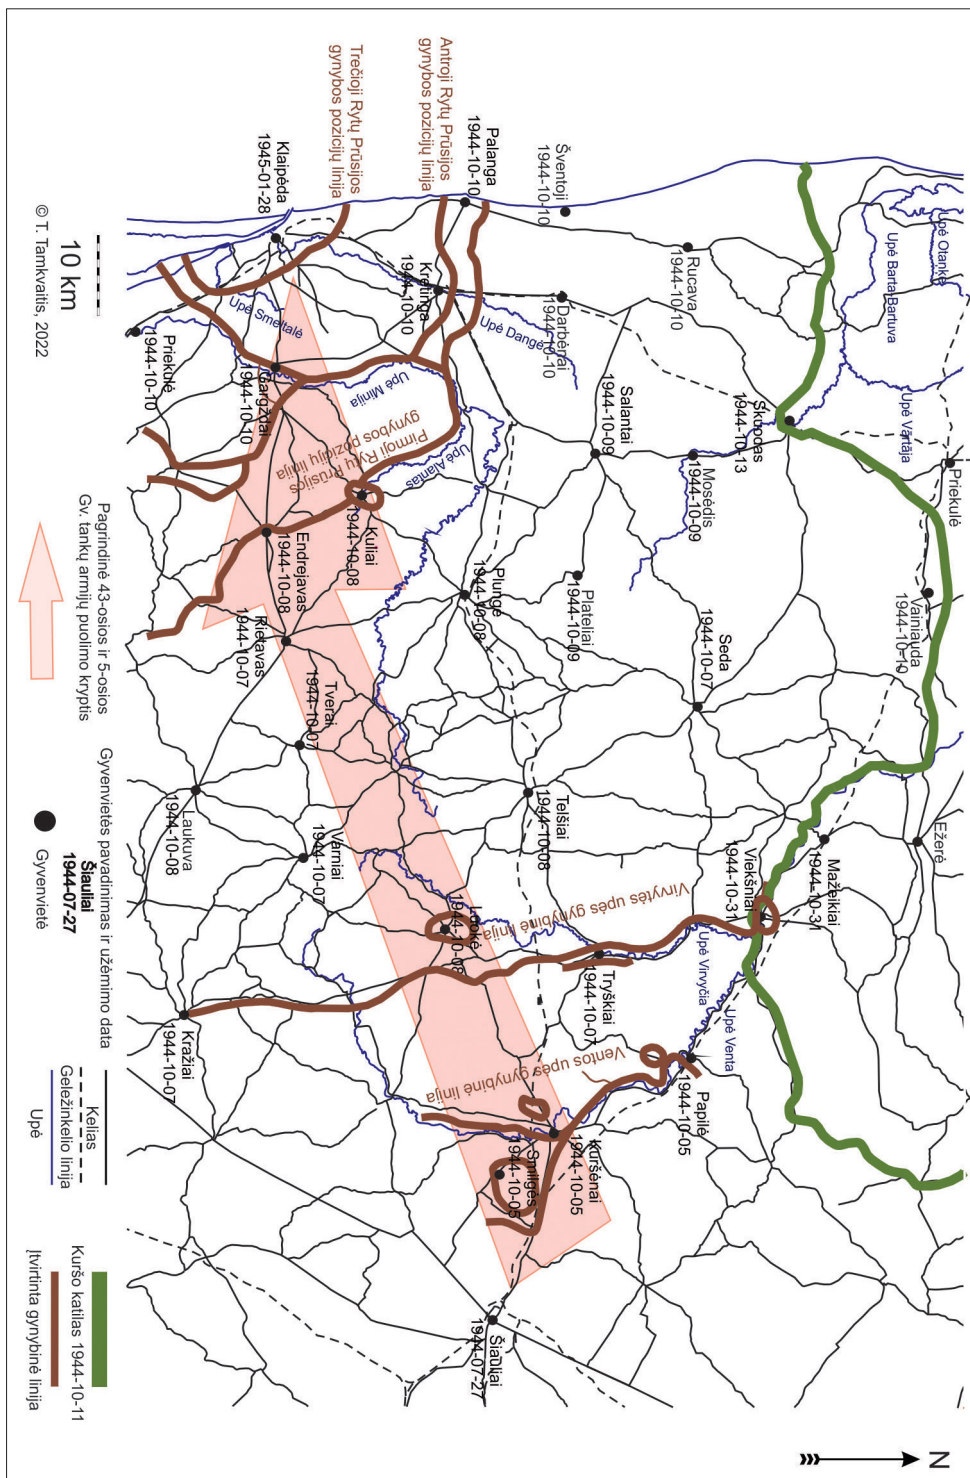 N
Upė Otankė
Upė Barta/Bartuva
Upė Vārtāja
Priekulė
Vainiauda
1944-10-10
Ežerė
Skuodas
1944-10-13
Mažeikiai
1944-10-31
Viekšniai
1944-10-31
Rucava
1944-10-10
Mosėdis
1944-10-09
Seda
1944-10-07
Upė Virvyčia
Upė Venta
Papilė
1944-10-05
Šventoji
1944-10-10
Darbėnai
1944-10-10
Salantai
1944-10-09
Plateliai
1944-10-09
Virvytės upės gynybinė linija
Tryškiai
1944-10-07
Ventos upės gynybinė linija
Kuršėnai
1944-10-05
Palanga
1944-10-10
Upė Dangė
Plungė
1944-10-08
Telšiai
1944-10-08
Smilgės
1944-10-05
Šiauliai
1944-07-27
Antroji Rytų Prūsijos
gynybos pozicijų linija
Kretinga
1944-10-10
Upė Alantas
Luokė
1944-10-08
Trečioji Rytų Prūsijos
gynybos pozicijų linija
Upė Minija
Pirmoji Rytų Prūsijos
gynybos pozicijų linija
Kuliai
1944-10-08
Klaipėda
1945-01-28
Upė Smeltalė
Gargždai
1944-10-10
Endrejavas
1944-10-08
Rietavas
1944-10-07
Tverai
1944-10-07
Varniai
1944-10-07
Priekulė
1944-10-10
Laukuva
1944-10-08
Kražiai
1944-10-07
10 km
© T. Tamkvaitis, 2022
Pagrindinė 43-osios ir 5-osios
Gv. tankų armijų puolimo kryptis
Gyvenvietės pavadinimas ir užėmimo data
Šiauliai
1944-07-27
Gyvenvietė
Kelias
Geležinkelio linija
Upė
Kuršo katilas 1944-10-11
Įtvirtinta gynybinė linija